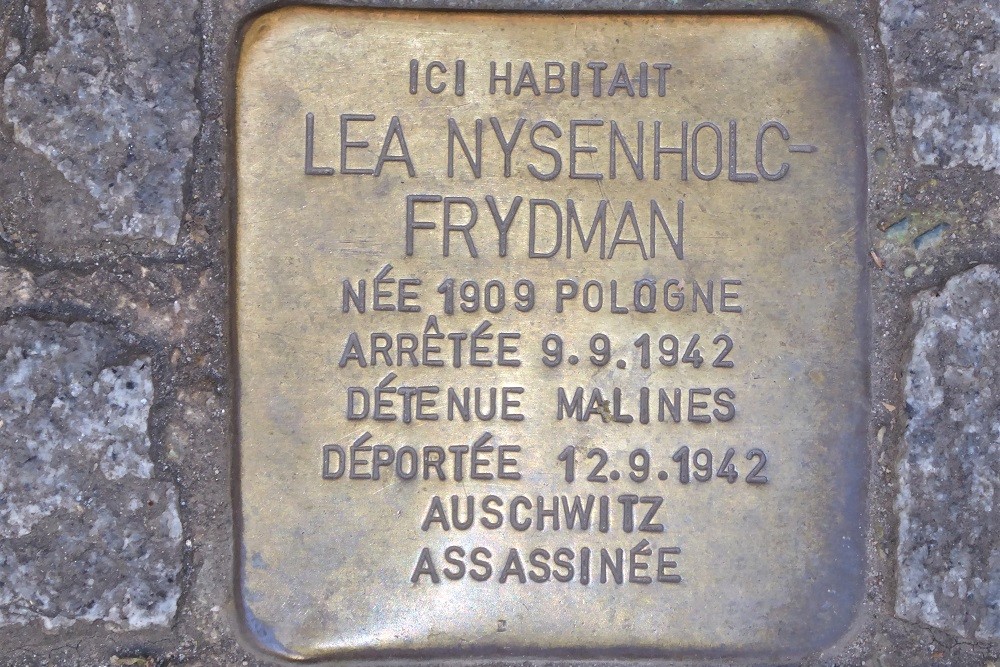 ICI HABITAIT
LEA NYSENHOLC-
FRYDMAN
NÉE 1909 POLOGNE
ARRÊTÉE 9.9.1942
DÉTENUE MALINES
DÉPORTÉE 12.9.1942
AUSCHWITZ
ASSASSINÉE